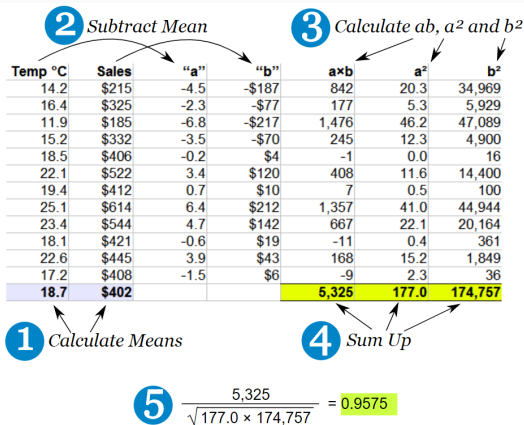 2 Subtract Mean
3 Calculate ab, a² and b²
Temp °C Sales "a" "b" a×b a² b²
14.2 $215 -4.5 -$187 842 20.3 34,969
16.4 $325 -2.3 -$77 177 5.3 5,929
11.9 $185 -6.8 -$217 1,476 46.2 47,089
15.2 $332 -3.5 -$70 245 12.3 4,900
18.5 $406 -0.2 $4 -1 0.0 16
22.1 $522 3.4 $120 408 11.6 14,400
19.4 $412 0.7 $10 7 0.5 100
25.1 $614 6.4 $212 1,357 41.0 44,944
23.4 $544 4.7 $142 667 22.1 20,164
18.1 $421 -0.6 $19 -11 0.4 361
22.6 $445 3.9 $43 168 15.2 1,849
17.2 $408 -1.5 $6 -9 2.3 36
18.7 $402 5,325 177.0 174,757
1 Calculate Means
4 Sum Up
5
5,325
√177.0 × 174,757
= 0.9575